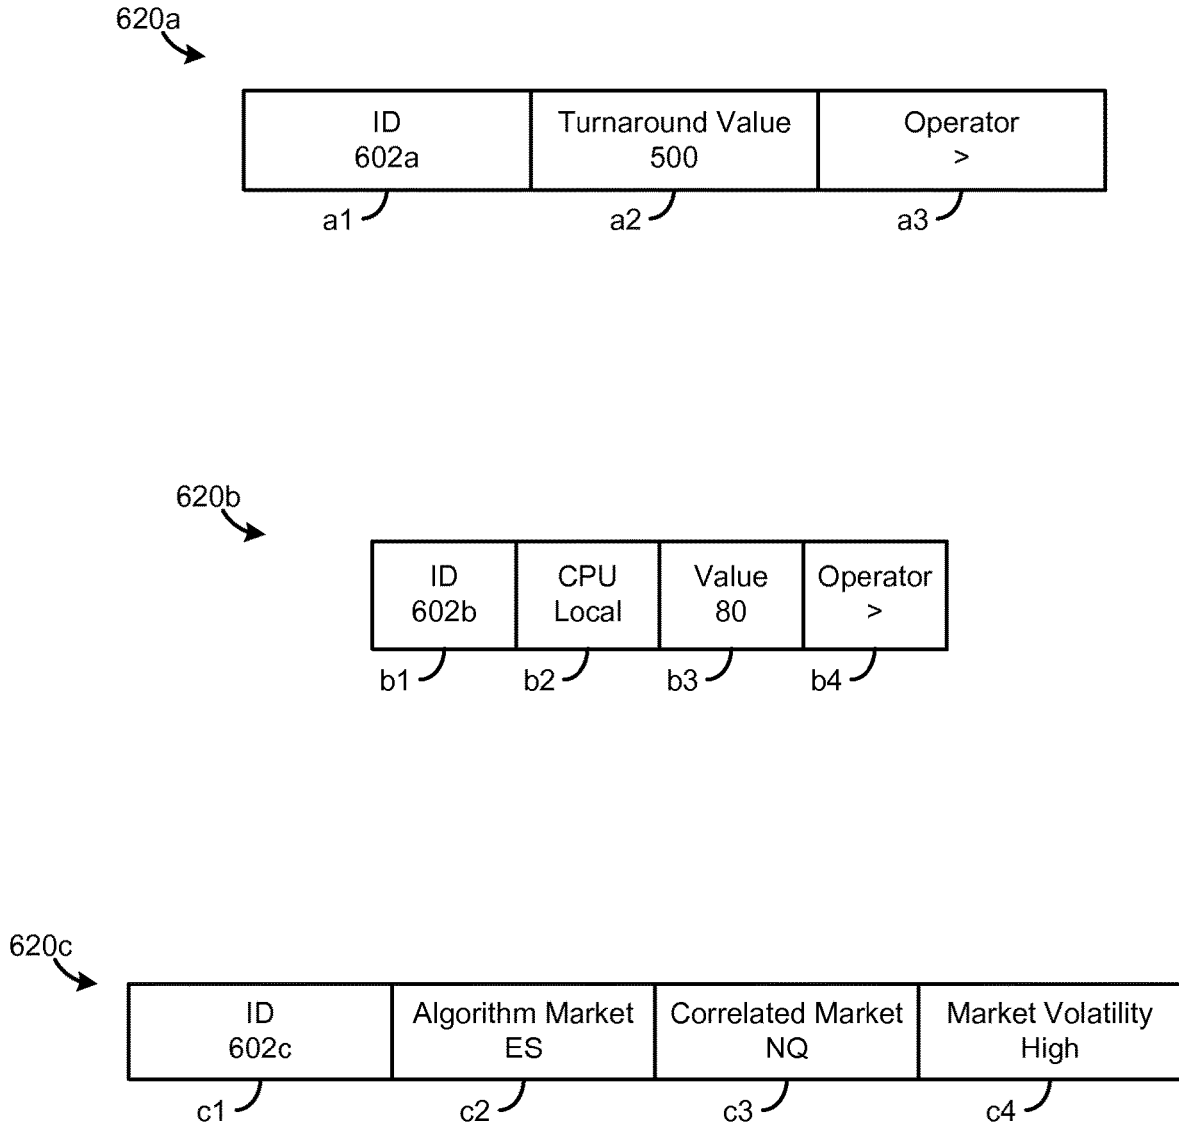 620a
ID Turnaround Value Operator
602a 500 >
a1 a2 a3
620b
ID CPU Value Operator
602b Local 80 >
b1 b2 b3 b4
620c
ID Algorithm Market Correlated Market Market Volatility
602c ES NQ High
c1 c2 c3 c4